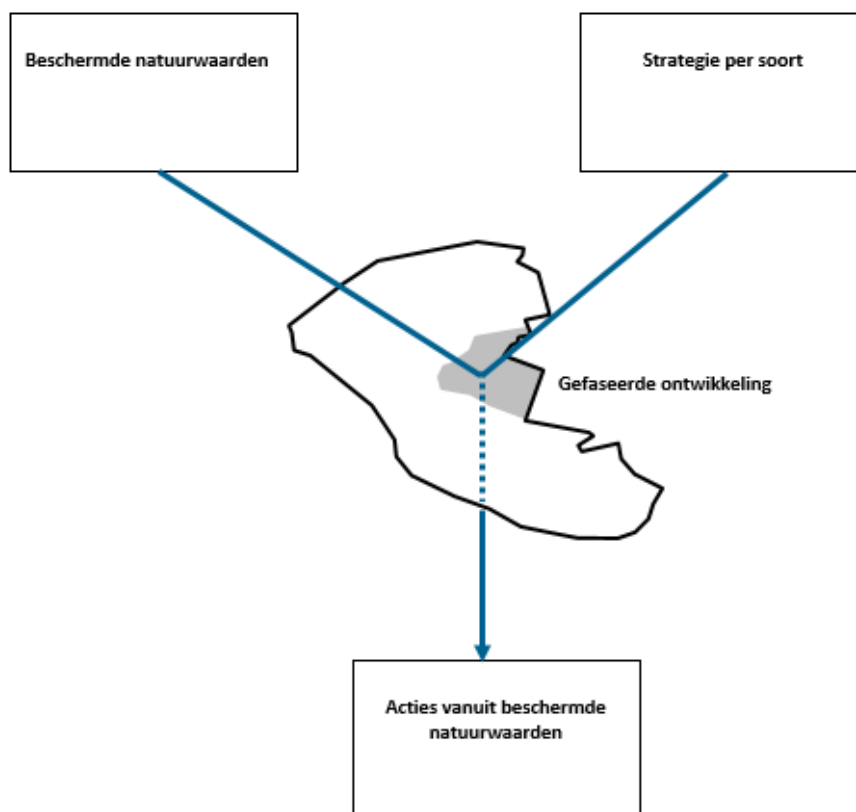 Beschermde natuurwaarden
Strategie per soort
Gefaseerde ontwikkeling
Acties vanuit beschermde
natuurwaarden